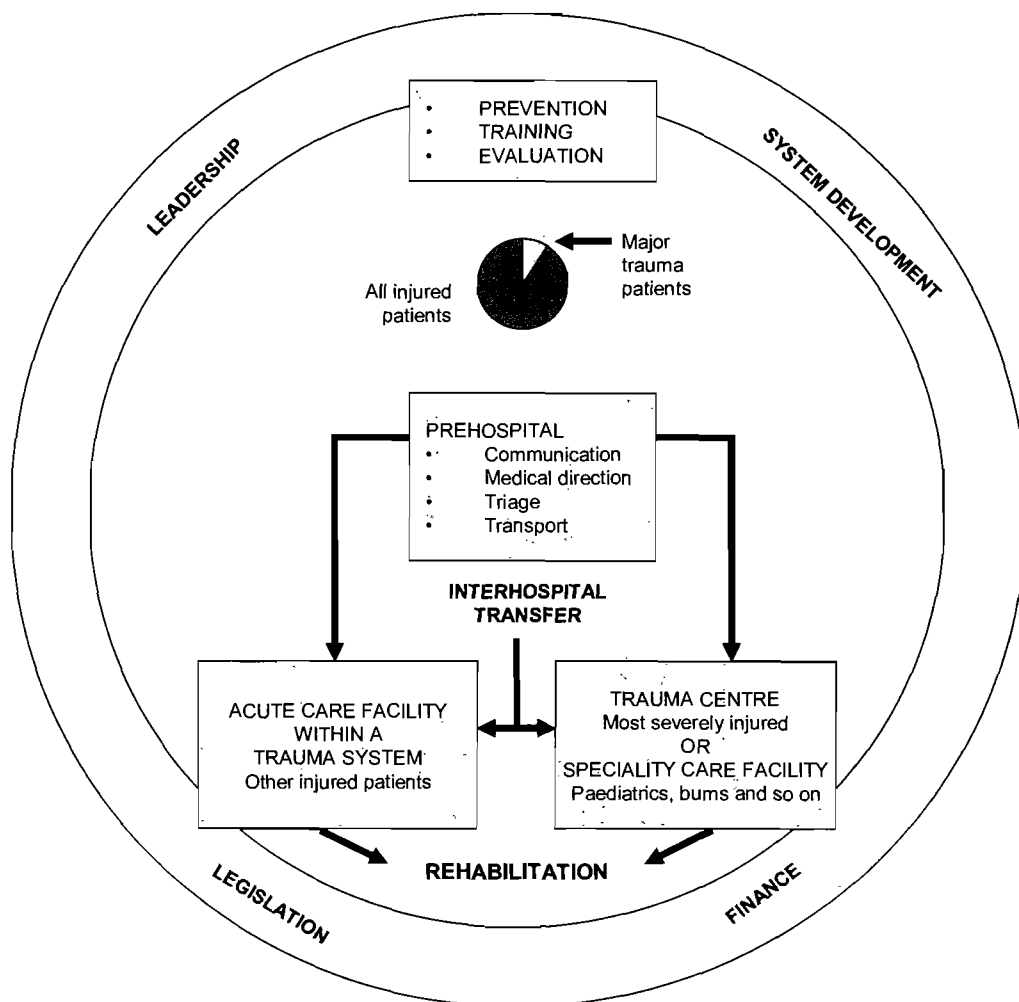 LEADERSHIP
SYSTEM DEVELOPMENT
• PREVENTION
• TRAINING
• EVALUATION
Major
trauma
patients
All injured
patients
PREHOSPITAL
• Communication
• Medical direction
• Triage
• Transport
INTERHOSPITAL
TRANSFER
ACUTE CARE FACILITY
WITHIN A
TRAUMA SYSTEM
Other injured patients
TRAUMA CENTRE
Most severely injured
OR
SPECIALITY CARE FACILITY
Paediatrics, bums and so on
REHABILITATION
LEGISLATION
FINANCE